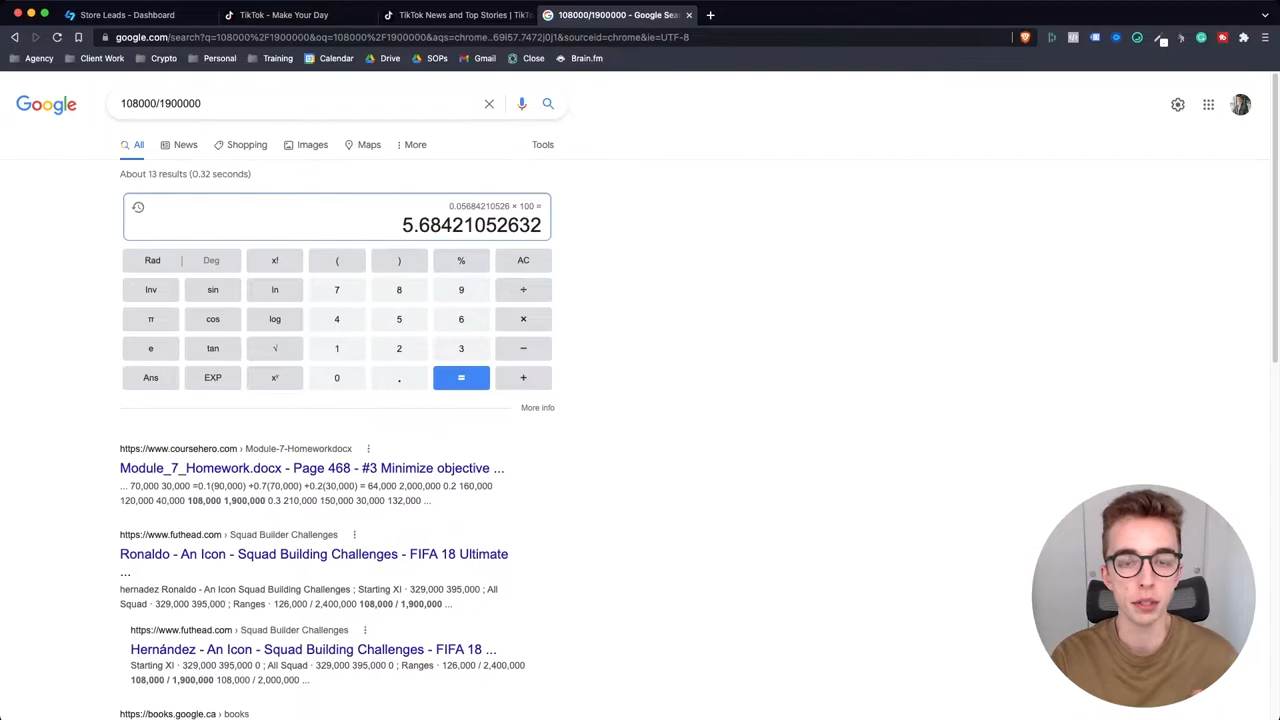 Store Leads - Dashboard
TikTok - Make Your Day
TikTok News and Top Stories | TikTo
108000/1900000 - Google Sea
google.com/search?q=108000%2F1900000&oq=108000%2F1900000&aqs=chrome..69i57.7472j0j1&sourceid=chrome&ie=UTF-8
Agency Client Work Crypto Personal Training Calendar Drive SOPs Gmail Close Brain.fm
Google
108000/1900000
All News Shopping Images Maps More Tools
About 13 results (0.32 seconds)
0.05684210526 × 100 =
5.68421052632
Rad | Deg x! ( ) % AC
Inv sin ln 7 8 9 ÷
π cos log 4 5 6 ×
e tan √ 1 2 3 −
Ans EXP xʸ 0 . = +
More info
https://www.coursehero.com › Module-7-Homeworkdocx
Module_7_Homework.docx - Page 468 - #3 Minimize objective ...
... 70,000 30,000 =0.1(90,000) +0.7(70,000) +0.2(30,000) = 64,000 2,000,000 0.2 160,000
120,000 40,000 108,000 1,900,000 0.3 210,000 150,000 30,000 132,000 ...
https://www.futhead.com › Squad Builder Challenges
Ronaldo - An Icon - Squad Building Challenges - FIFA 18 Ultimate
...
hernadez Ronaldo - An Icon Squad Building Challenges ; Starting XI · 329,000 395,000 ; All
Squad · 329,000 395,000 ; Ranges · 126,000 / 2,400,000 108,000 / 1,900,000 ...
https://www.futhead.com › Squad Builder Challenges
Hernández - An Icon - Squad Building Challenges - FIFA 18 ...
Starting XI · 329,000 395,000 0 ; All Squad · 329,000 395,000 0 ; Ranges · 126,000 / 2,400,000
108,000 / 1,900,000 108,000 / 2,000,000 ...
https://books.google.ca › books